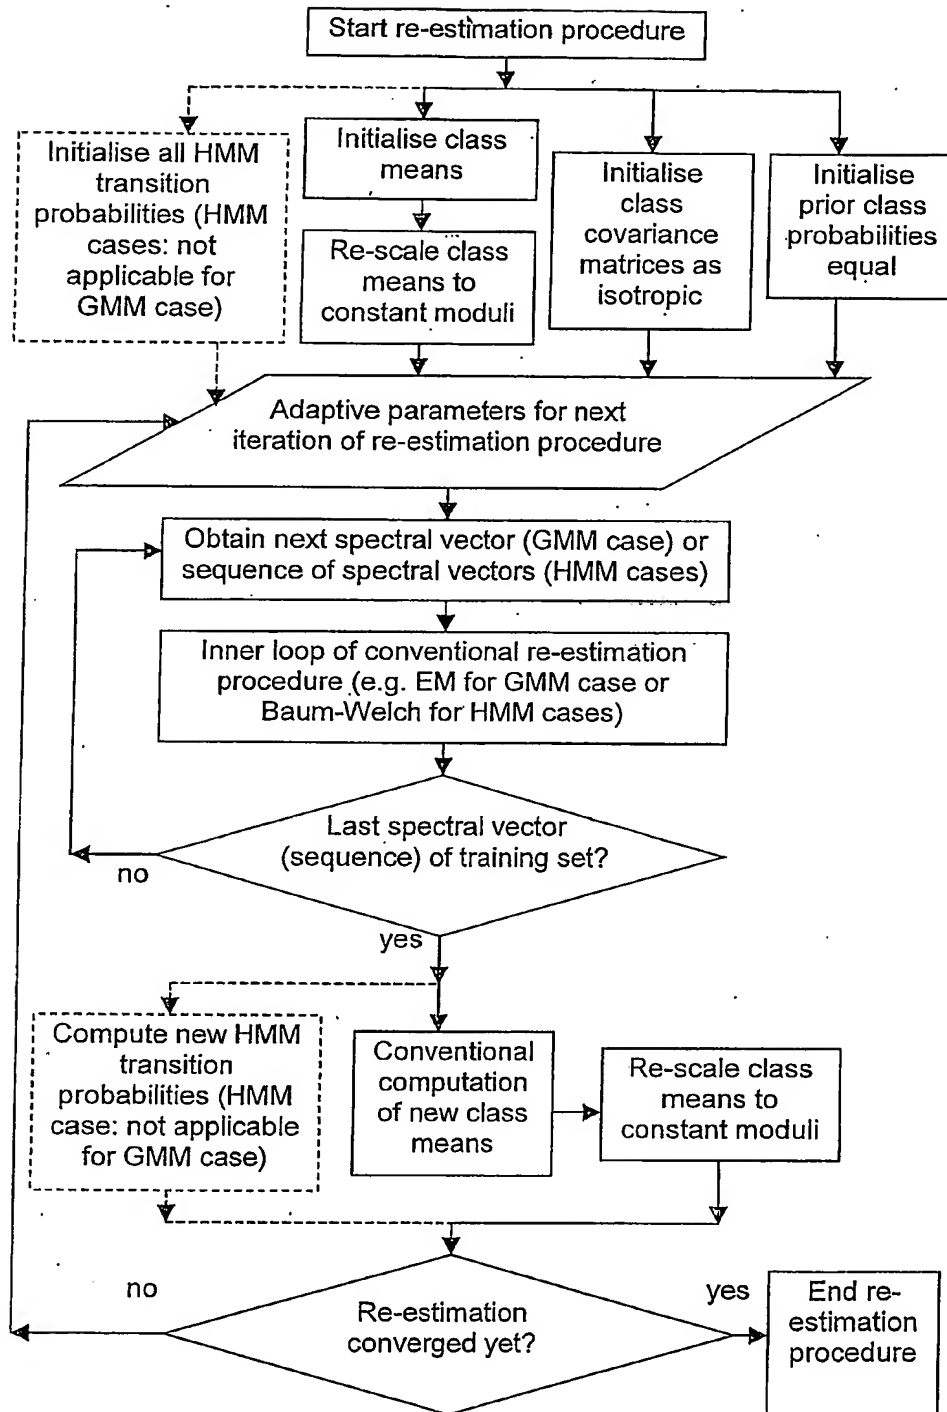 Start re-estimation procedure
Initialise all HMM
transition
probabilities (HMM
cases: not
applicable for
GMM case)
Initialise class
means
Re-scale class
means to
constant moduli
Initialise
class
covariance
matrices as
isotropic
Initialise
prior class
probabilities
equal
Adaptive parameters for next
iteration of re-estimation procedure
Obtain next spectral vector (GMM case) or
sequence of spectral vectors (HMM cases)
Inner loop of conventional re-estimation
procedure (e.g. EM for GMM case or
Baum-Welch for HMM cases)
Last spectral vector
(sequence) of training set?
no
yes
Compute new HMM
transition
probabilities (HMM
case: not applicable
for GMM case)
Conventional
computation
of new class
means
Re-scale class
means to
constant moduli
no
Re-estimation
converged yet?
yes
End re-
estimation
procedure